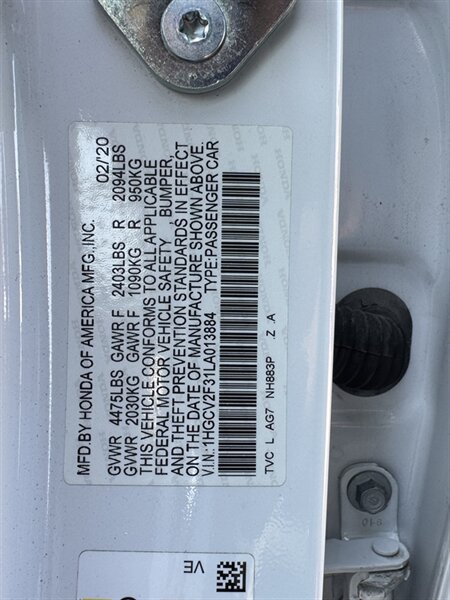 MFD.BY HONDA OF AMERICA MFG.,INC. 02/'20
GVWR 4475LBS GAWR F 2403LBS R 2094LBS
GVWR 2030KG GAWR F 1090KG R 950KG
THIS VEHICLE CONFORMS TO ALL APPLICABLE
FEDERAL MOTOR VEHICLE SAFETY BUMPER,
AND THEFT PREVENTION STANDARDS IN EFFECT
ON THE DATE OF MANUFACTURE SHOWN ABOVE.
V.I.N.: 1HGCV2F31LA013884 TYPE:PASSENGER CAR
TVC L AG7 NH883P .Z .A
VE